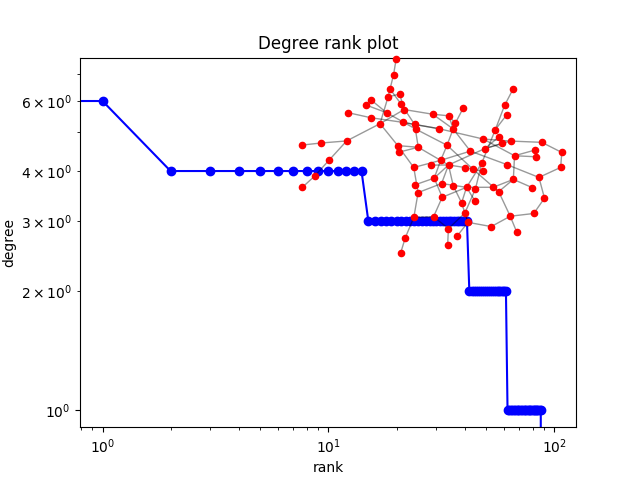 Degree rank plot
degree
6 × 10⁰
4 × 10⁰
3 × 10⁰
2 × 10⁰
10⁰
10⁰ 10¹ 10²
rank